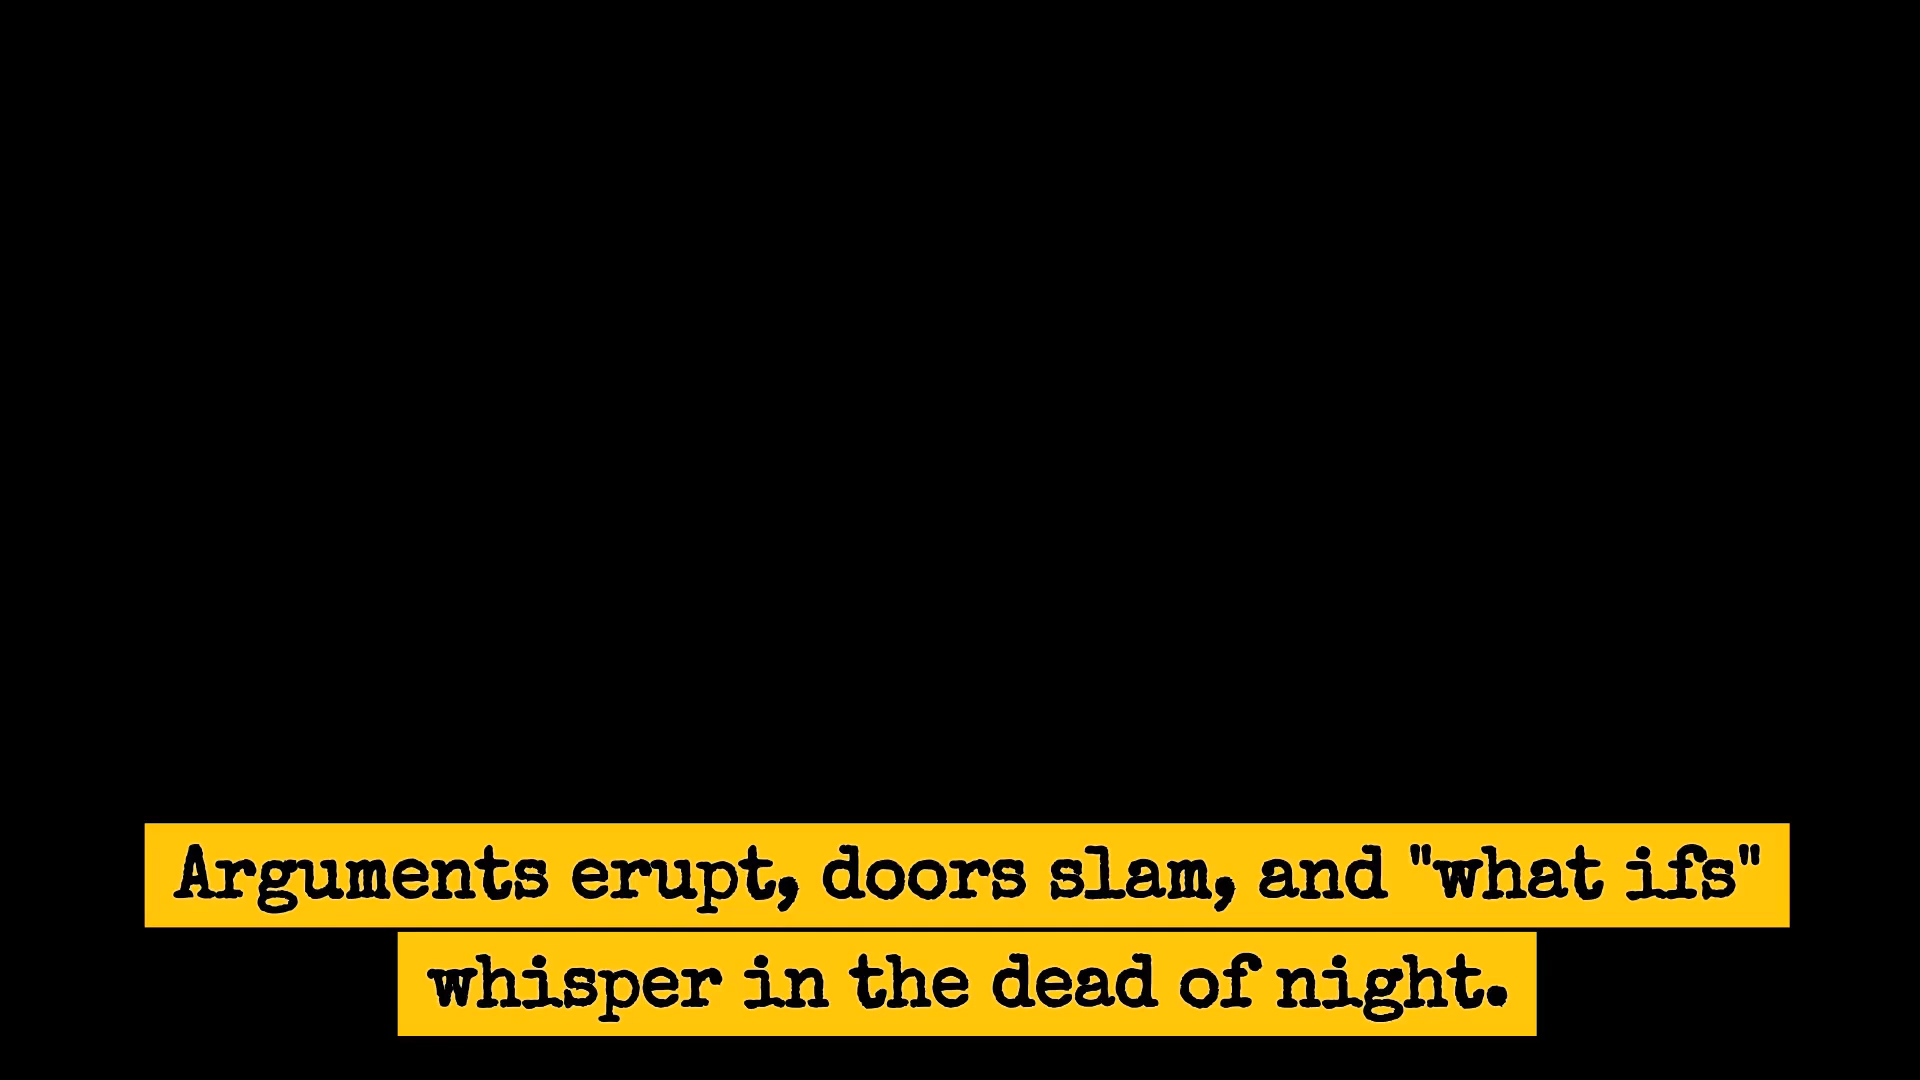 Arguments erupt, doors slam, and "what ifs"
whisper in the dead of night.